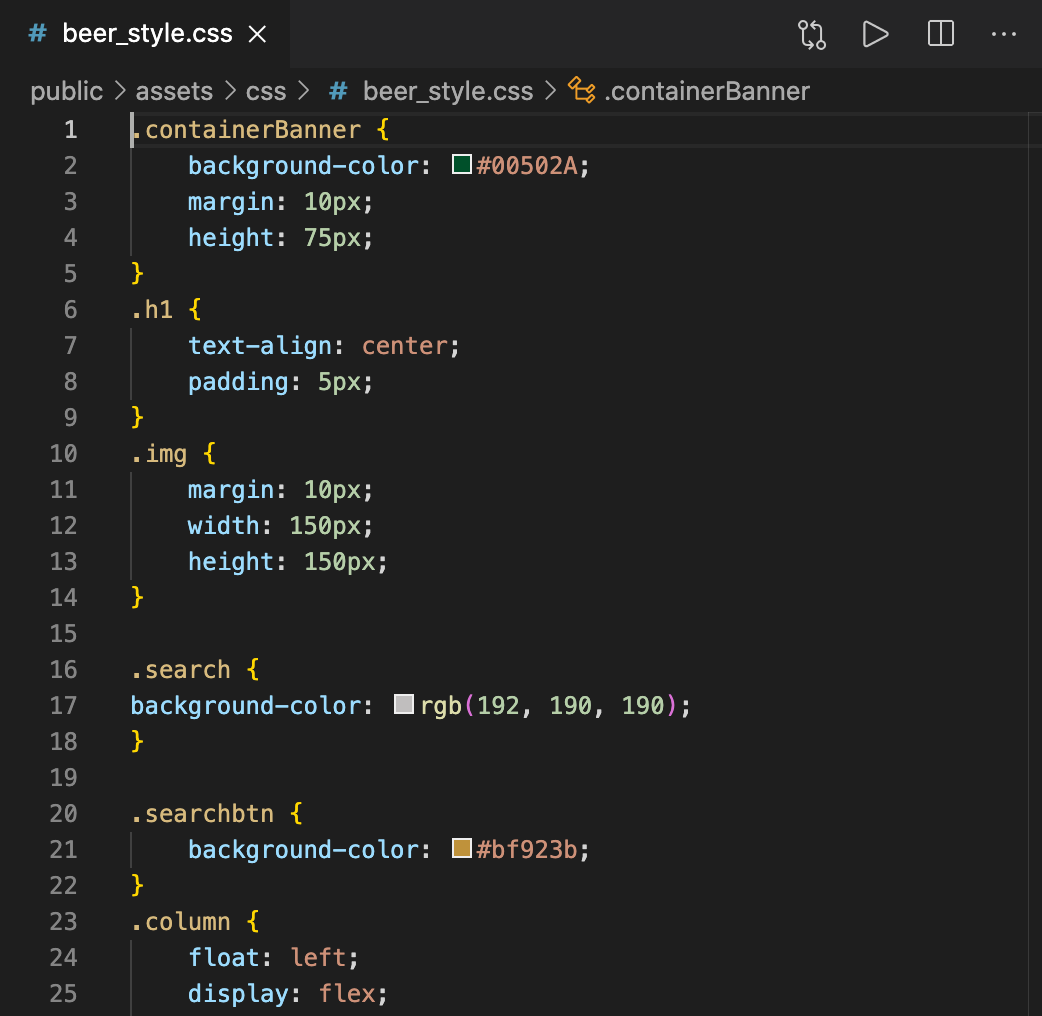 # beer_style.css ×
public > assets > css > # beer_style.css > .containerBanner
1 .containerBanner {
2     background-color: #00502A;
3     margin: 10px;
4     height: 75px;
5 }
6 .h1 {
7     text-align: center;
8     padding: 5px;
9 }
10 .img {
11     margin: 10px;
12     width: 150px;
13     height: 150px;
14 }
15
16 .search {
17 background-color: rgb(192, 190, 190);
18 }
19
20 .searchbtn {
21     background-color: #bf923b;
22 }
23 .column {
24     float: left;
25     display: flex;